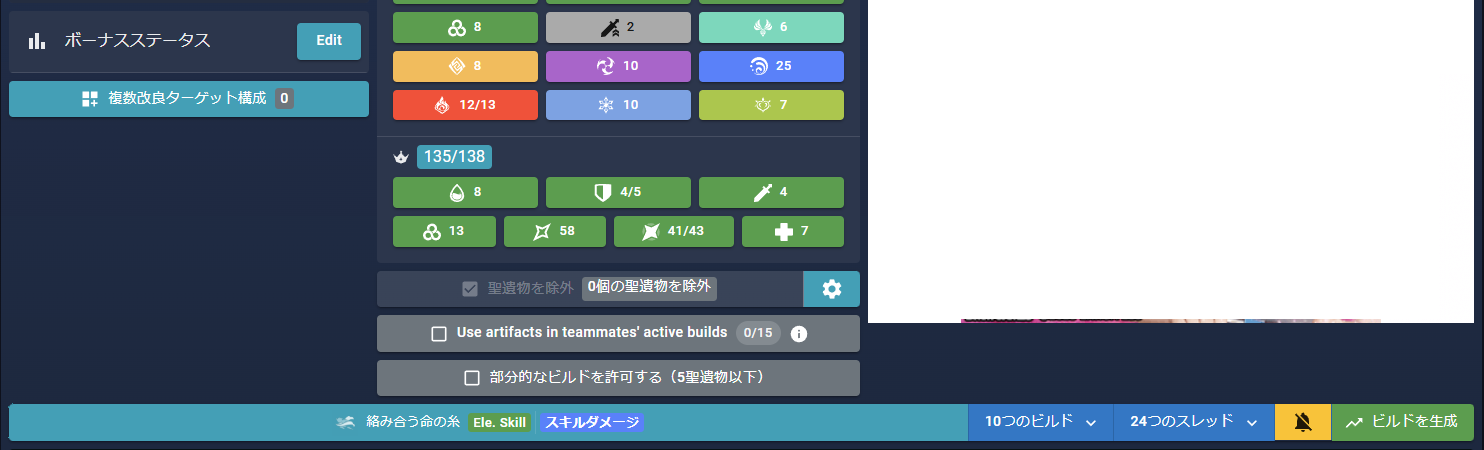 8 2 6
ボーナスステータス Edit
8 10 25
複数改良ターゲット構成 0
12/13 10 7
135/138
8 4/5 4
13 58 41/43 7
聖遺物を除外 0個の聖遺物を除外
Use artifacts in teammates' active builds 0/15
部分的なビルドを許可する（5聖遺物以下）
絡み合う命の糸 Ele. Skill スキルダメージ 10つのビルド 24つのスレッド ビルドを生成